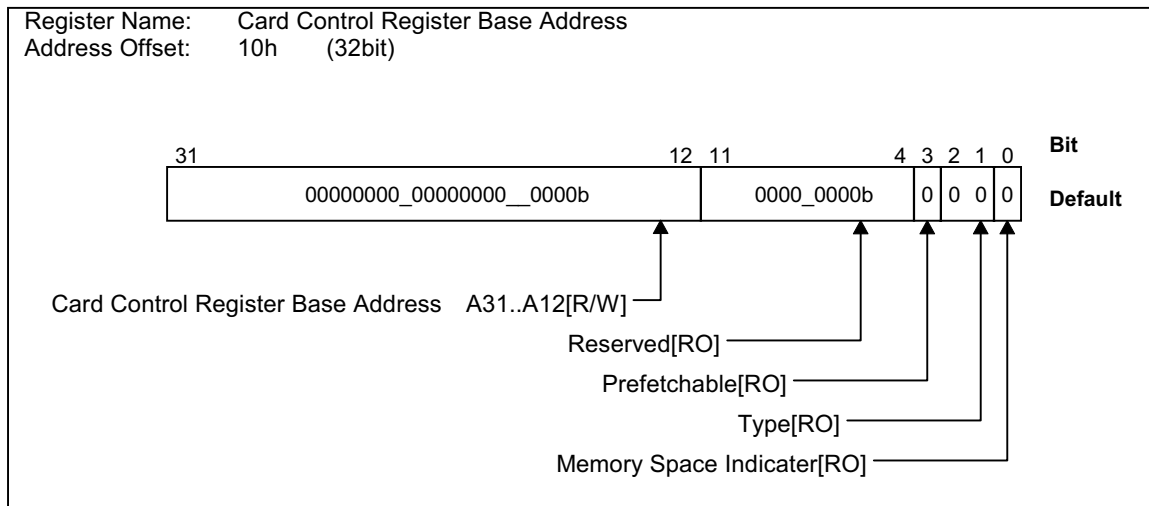 Register Name: Card Control Register Base Address
Address Offset: 10h (32bit)
31 12 11 4 3 2 1 0 Bit
00000000_00000000__0000b 0000_0000b 0 0 0 0 Default
Card Control Register Base Address A31..A12[R/W]
Reserved[RO]
Prefetchable[RO]
Type[RO]
Memory Space Indicater[RO]